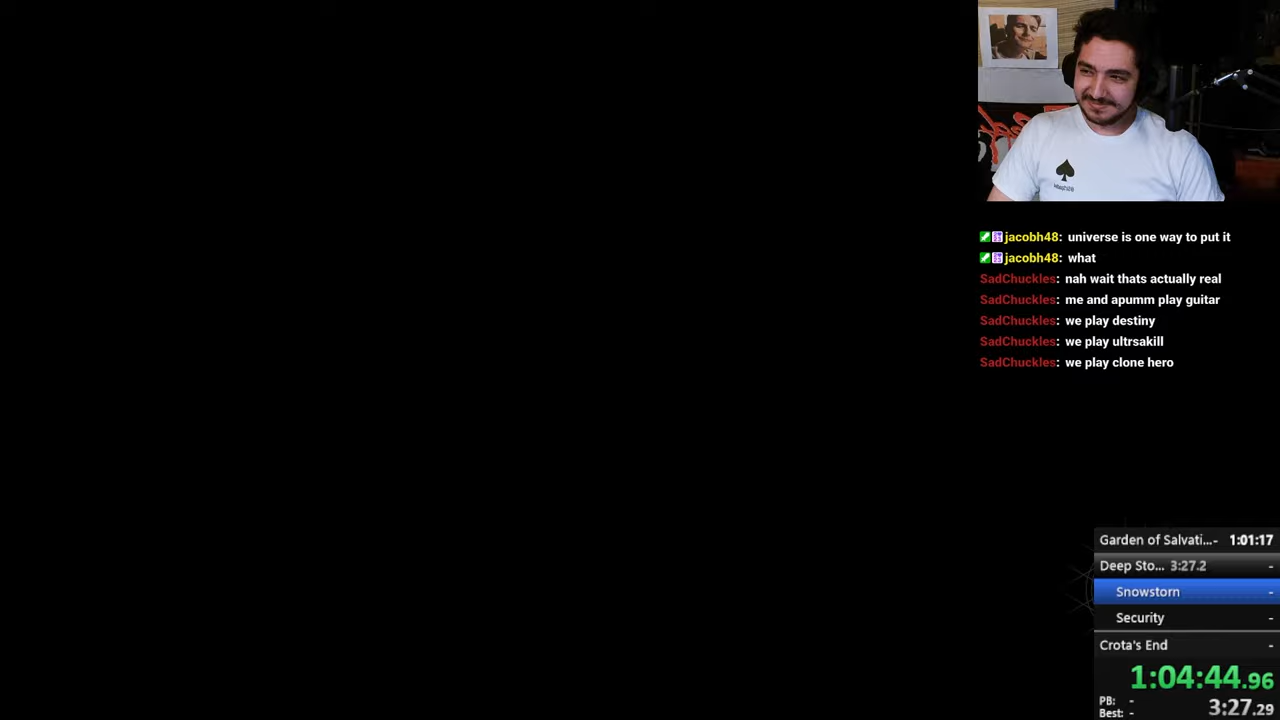 jacobh48: universe is one way to put it
jacobh48: what
SadChuckles: nah wait thats actually real
SadChuckles: me and apumm play guitar
SadChuckles: we play destiny
SadChuckles: we play ultrsakill
SadChuckles: we play clone hero
Garden of Salvati...- 1:01:17
Deep Sto... 3:27.2 -
Snowstorn -
Security -
Crota's End -
1:04:44.96
PB: -
Best: - 3:27.29